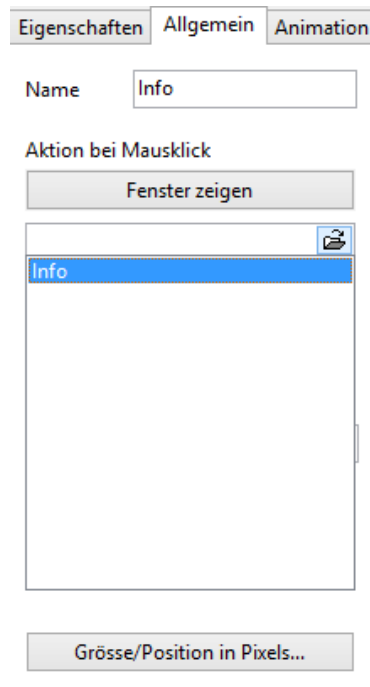 Eigenschaften Allgemein Animation
Name Info
Aktion bei Mausklick
Fenster zeigen
Info
Grösse/Position in Pixels...